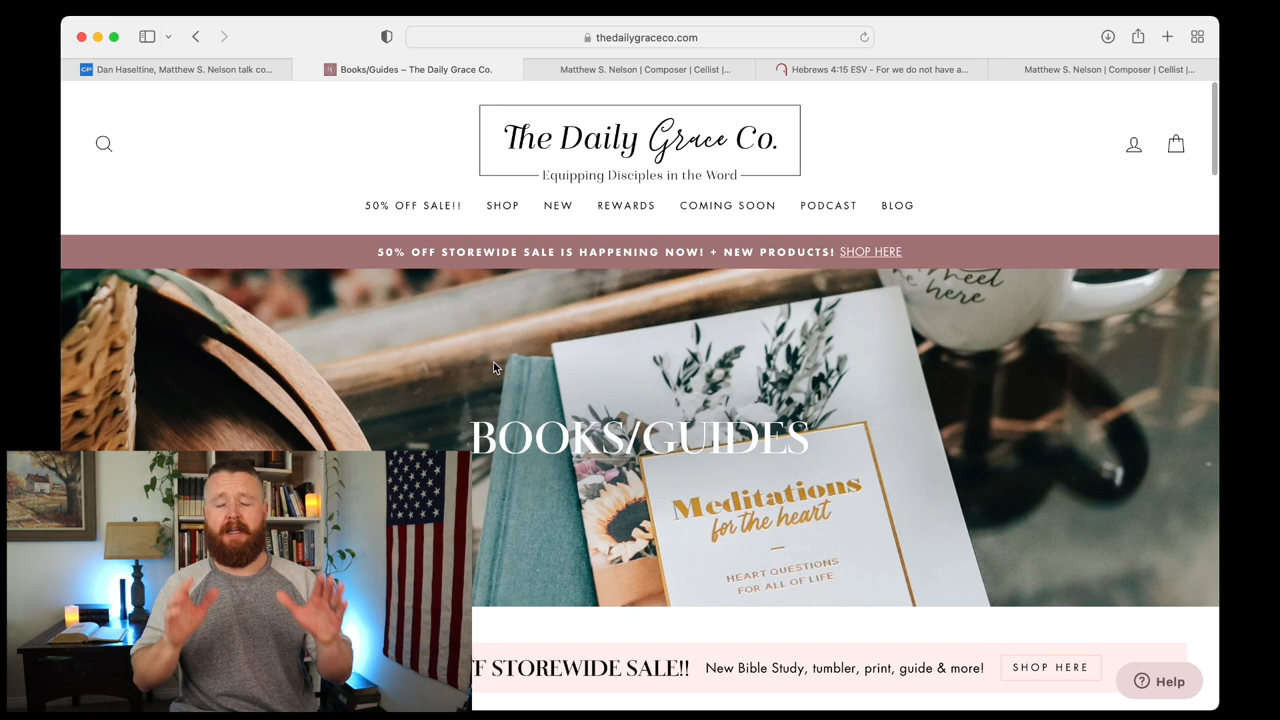 thedailygraceco.com
Dan Haseltine, Matthew S. Nelson talk co...
Books/Guides – The Daily Grace Co.
Matthew S. Nelson | Composer | Cellist |...
Hebrews 4:15 ESV - For we do not have a...
Matthew S. Nelson | Composer | Cellist |...
The Daily Grace Co.
Equipping Disciples in the Word
50% OFF SALE!! SHOP NEW REWARDS COMING SOON PODCAST BLOG
50% OFF STOREWIDE SALE IS HAPPENING NOW! + NEW PRODUCTS! SHOP HERE
meet
here
BOOKS/GUIDES
Meditations
for the heart
HEART QUESTIONS
FOR ALL OF LIFE
F STOREWIDE SALE!! New Bible Study, tumbler, print, guide & more! SHOP HERE
Help